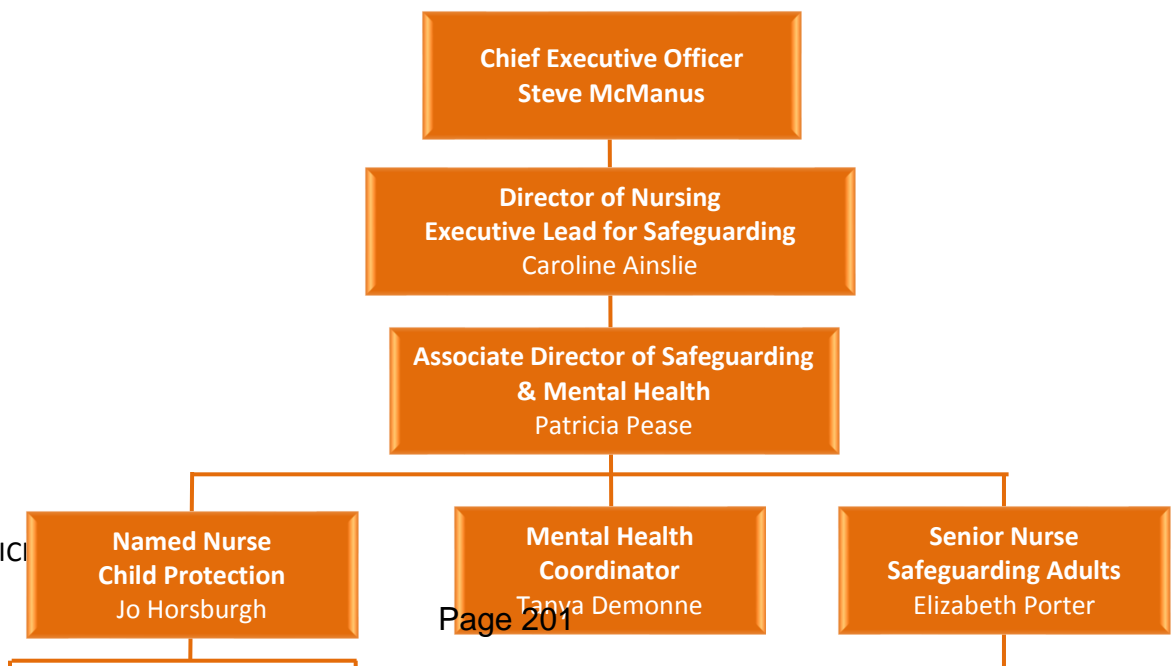 Chief Executive Officer
Steve McManus
Director of Nursing
Executive Lead for Safeguarding
Caroline Ainslie
Associate Director of Safeguarding
& Mental Health
Patricia Pease
Named Nurse
Child Protection
Jo Horsburgh
Mental Health
Coordinator
Tanya Demonne
Senior Nurse
Safeguarding Adults
Elizabeth Porter
Page 201